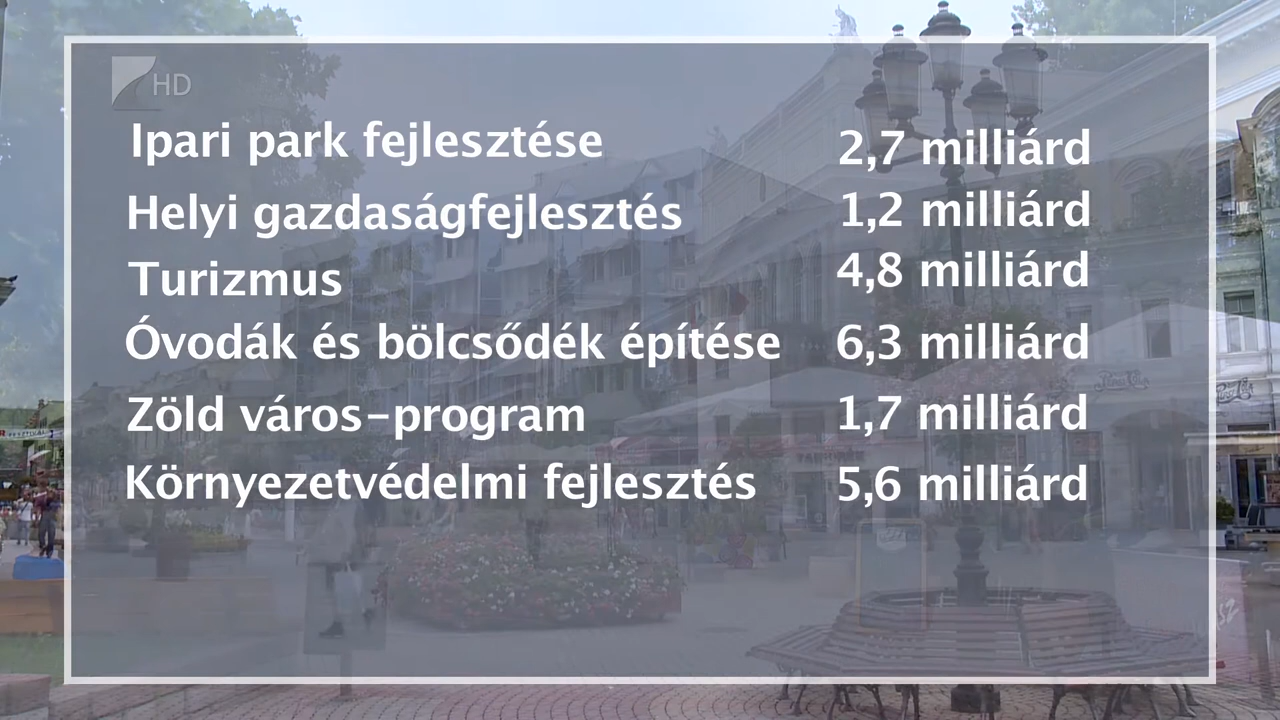 HD
Ipari park fejlesztése 2,7 milliárd
Helyi gazdaságfejlesztés 1,2 milliárd
Turizmus 4,8 milliárd
Óvodák és bölcsődék építése 6,3 milliárd
Zöld város-program 1,7 milliárd
Környezetvédelmi fejlesztés 5,6 milliárd